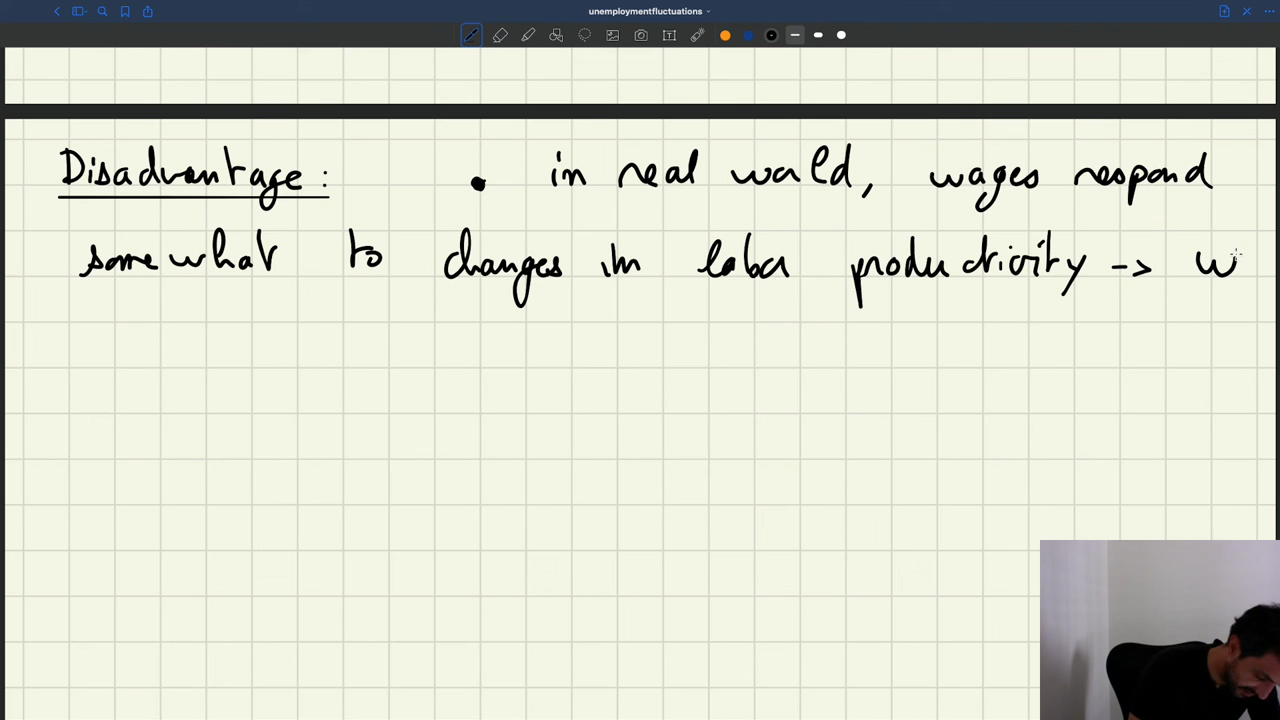 unemploymentfluctuations
Disadvantage: • in real world, wages respond
somewhat to changes in labor productivity -> w